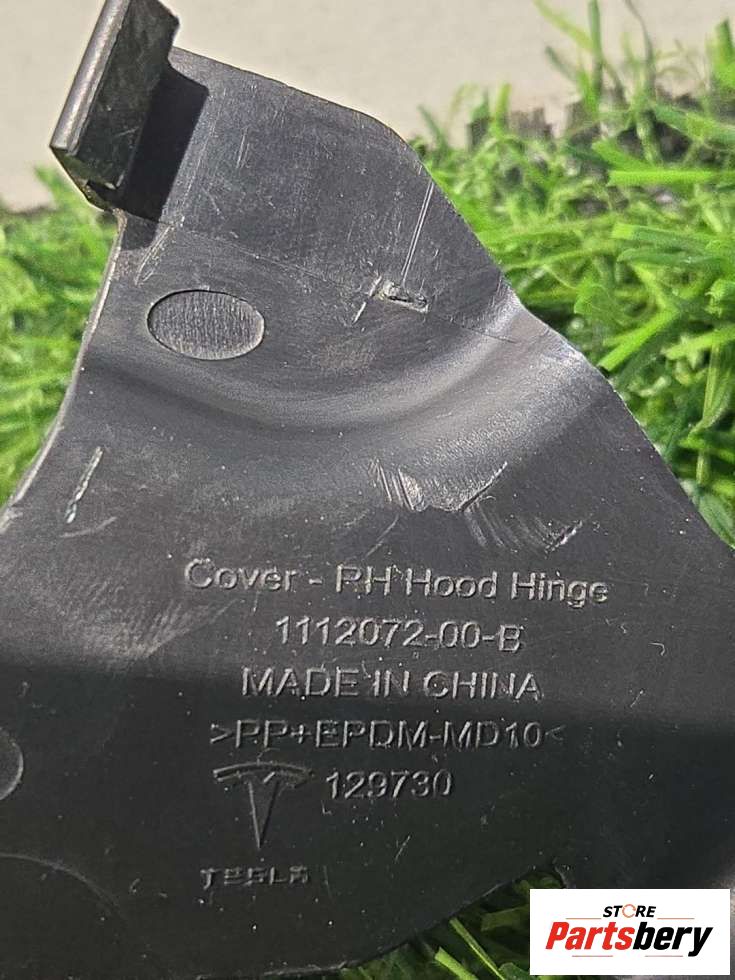 Cover - RH Hood Hinge
1112072-00-B
MADE IN CHINA
>PP+EPDM-MD10<
129730
TESLA
STORE
Partsbery